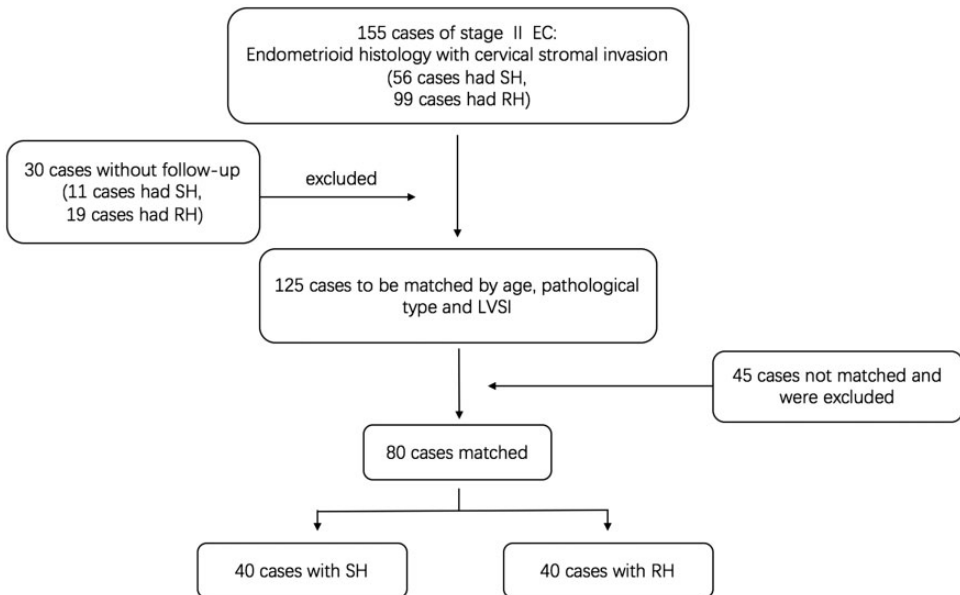 155 cases of stage Ⅱ EC:
Endometrioid histology with cervical stromal invasion
(56 cases had SH,
99 cases had RH)
30 cases without follow-up
(11 cases had SH,
19 cases had RH)
excluded
125 cases to be matched by age, pathological
type and LVSI
45 cases not matched and
were excluded
80 cases matched
40 cases with SH
40 cases with RH